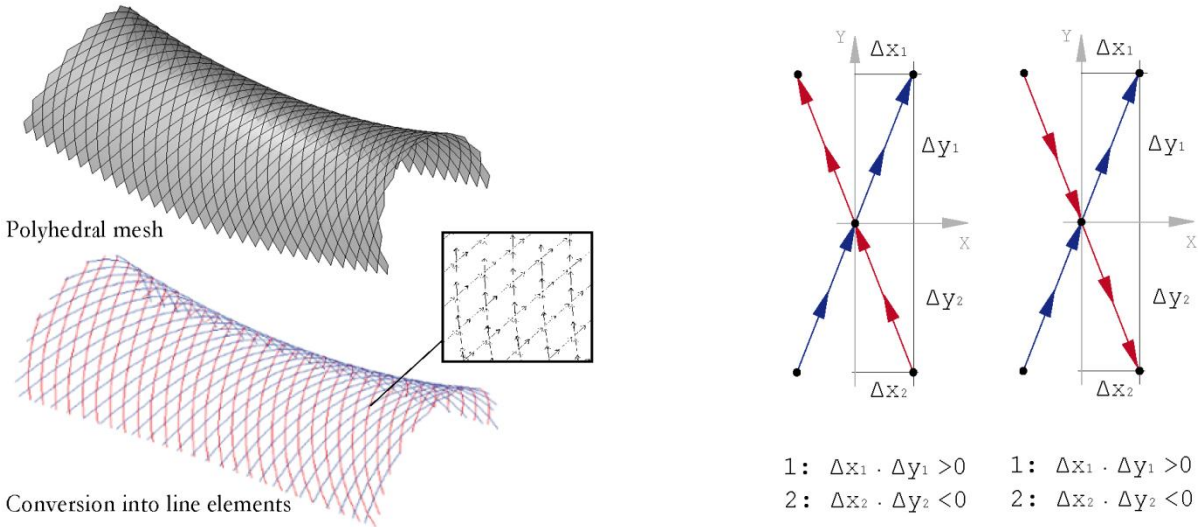 Polyhedral mesh
Conversion into line elements
Y
Δx₁
Δy₁
X
Δy₂
Δx₂
1: Δx₁ · Δy₁ >0
2: Δx₂ · Δy₂ <0
Y
Δx₁
Δy₁
X
Δy₂
Δx₂
1: Δx₁ · Δy₁ >0
2: Δx₂ · Δy₂ <0